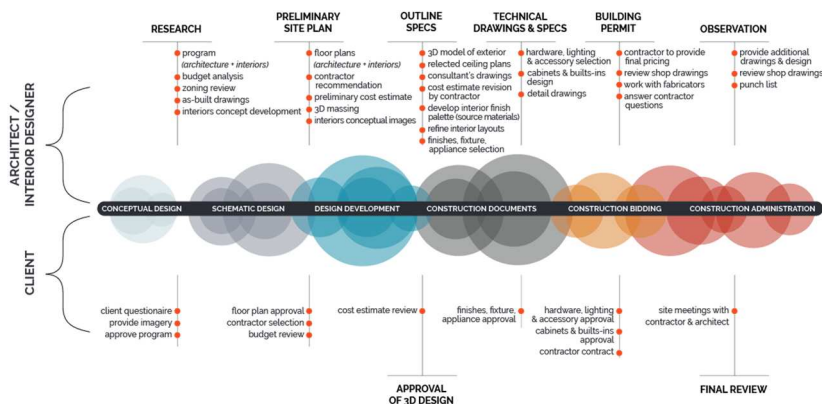 RESEARCH
program
(architecture + interiors)
budget analysis
zoning review
as-built drawings
interiors concept development
PRELIMINARY
SITE PLAN
floor plans
(architecture + interiors)
contractor
recommendation
preliminary cost estimate
3D massing
interiors conceptual images
OUTLINE
SPECS
3D model of exterior
relected ceiling plans
consultant's drawings
cost estimate revision
by contractor
develop interior finish
palette (source materials)
refine interior layouts
finishes, fixture,
appliance selection
TECHNICAL
DRAWINGS & SPECS
hardware, lighting
& accessory selection
cabinets & builts-ins
design
detail drawings
BUILDING
PERMIT
contractor to provide
final pricing
review shop drawings
work with fabricators
answer contractor
questions
OBSERVATION
provide additional
drawings & design
review shop drawings
punch list
ARCHITECT /
INTERIOR DESIGNER
CONCEPTUAL DESIGN
SCHEMATIC DESIGN
DESIGN DEVELOPMENT
CONSTRUCTION DOCUMENTS
CONSTRUCTION BIDDING
CONSTRUCTION ADMINISTRATION
CLIENT
client questionaire
provide imagery
approve program
floor plan approval
contractor selection
budget review
cost estimate review
finishes, fixture,
appliance approval
hardware, lighting
& accessory approval
cabinets & builts-ins
approval
contractor contract
site meetings with
contractor & architect
APPROVAL
OF 3D DESIGN
FINAL REVIEW